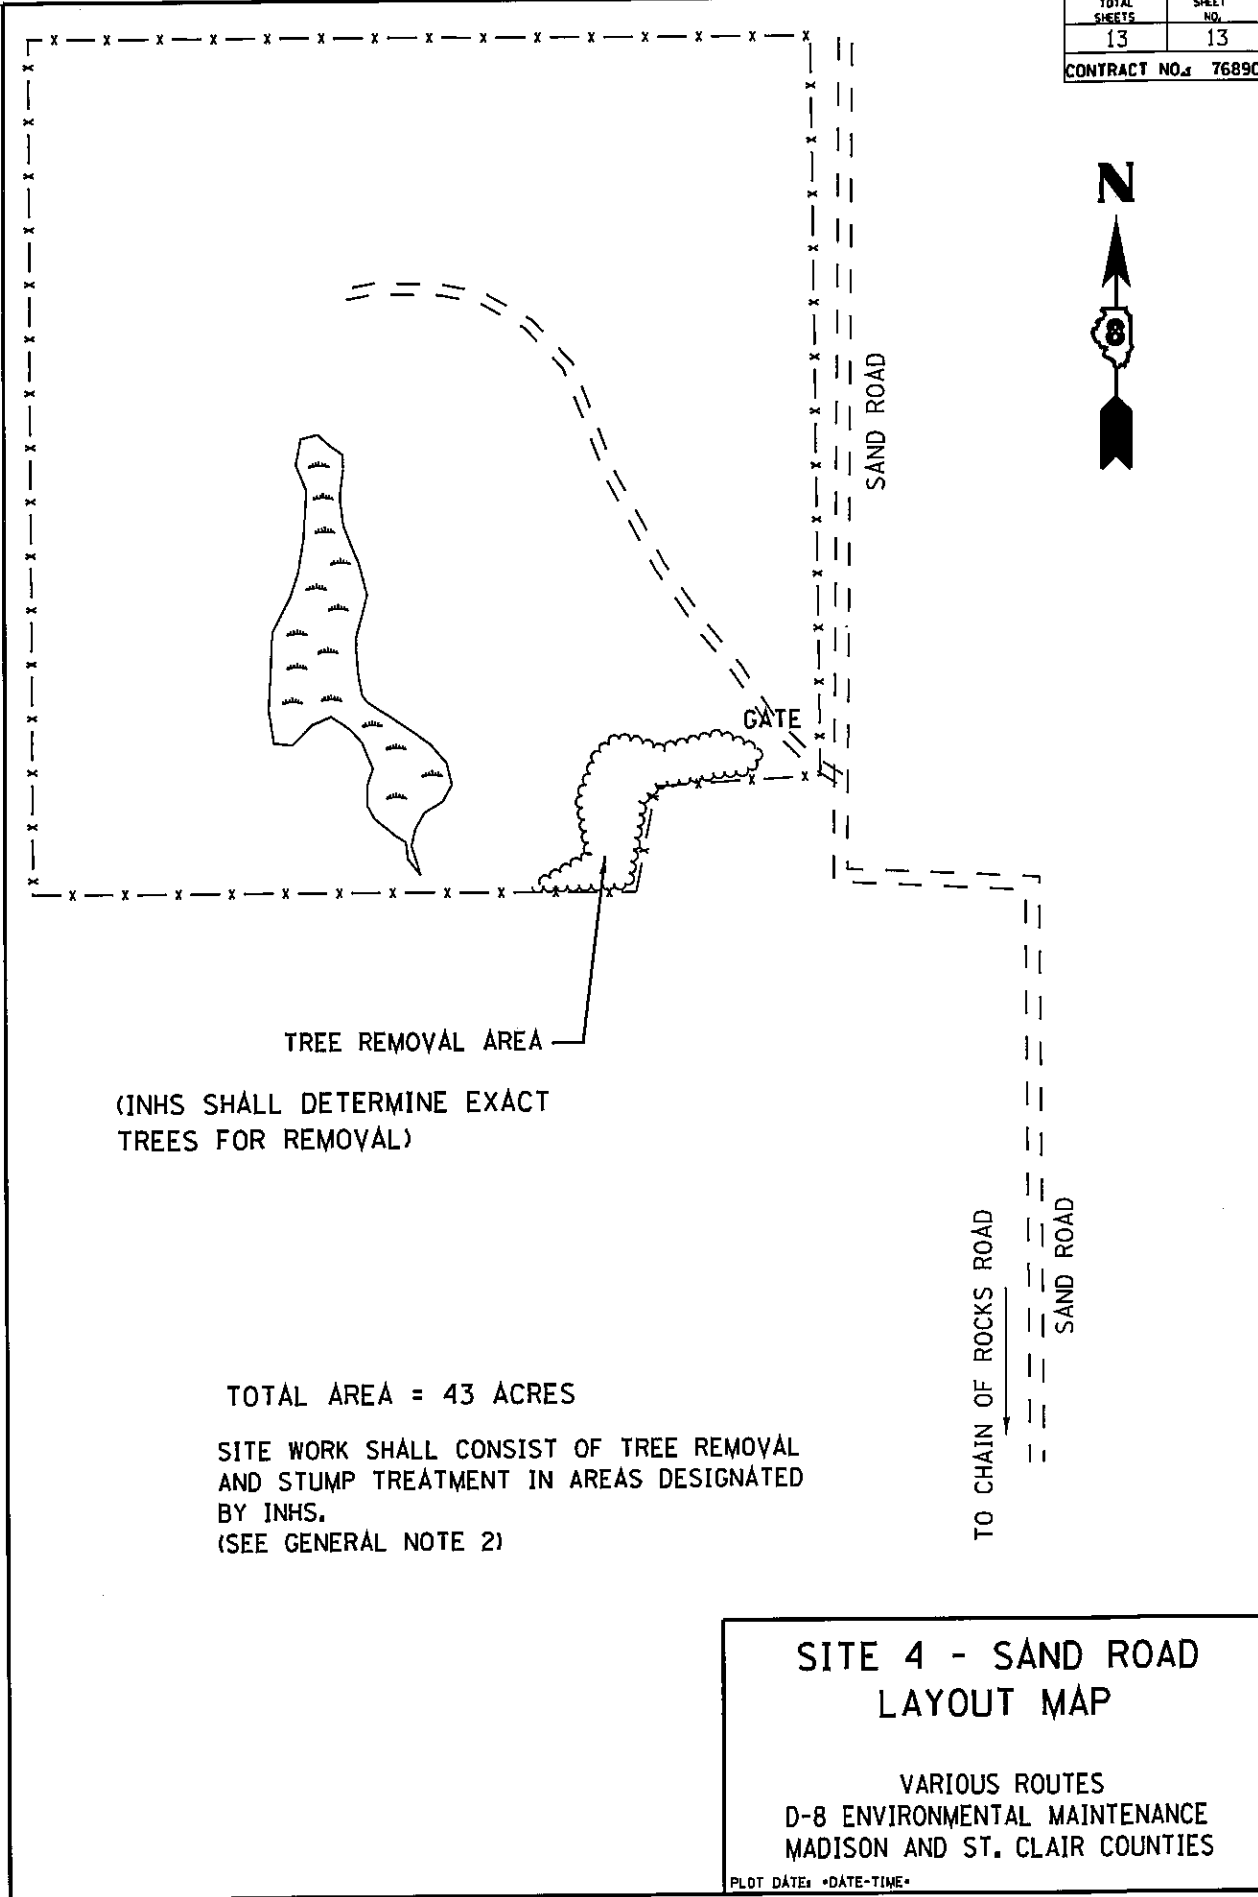 TOTAL SHEETS
SHEET NO.
13
13
CONTRACT NO.: 76890
N
8
SAND ROAD
GATE
TREE REMOVAL AREA
(INHS SHALL DETERMINE EXACT
TREES FOR REMOVAL)
TO CHAIN OF ROCKS ROAD
SAND ROAD
TOTAL AREA = 43 ACRES
SITE WORK SHALL CONSIST OF TREE REMOVAL
AND STUMP TREATMENT IN AREAS DESIGNATED
BY INHS.
(SEE GENERAL NOTE 2)
SITE 4 - SAND ROAD
LAYOUT MAP
VARIOUS ROUTES
D-8 ENVIRONMENTAL MAINTENANCE
MADISON AND ST. CLAIR COUNTIES
PLOT DATE: •DATE-TIME•